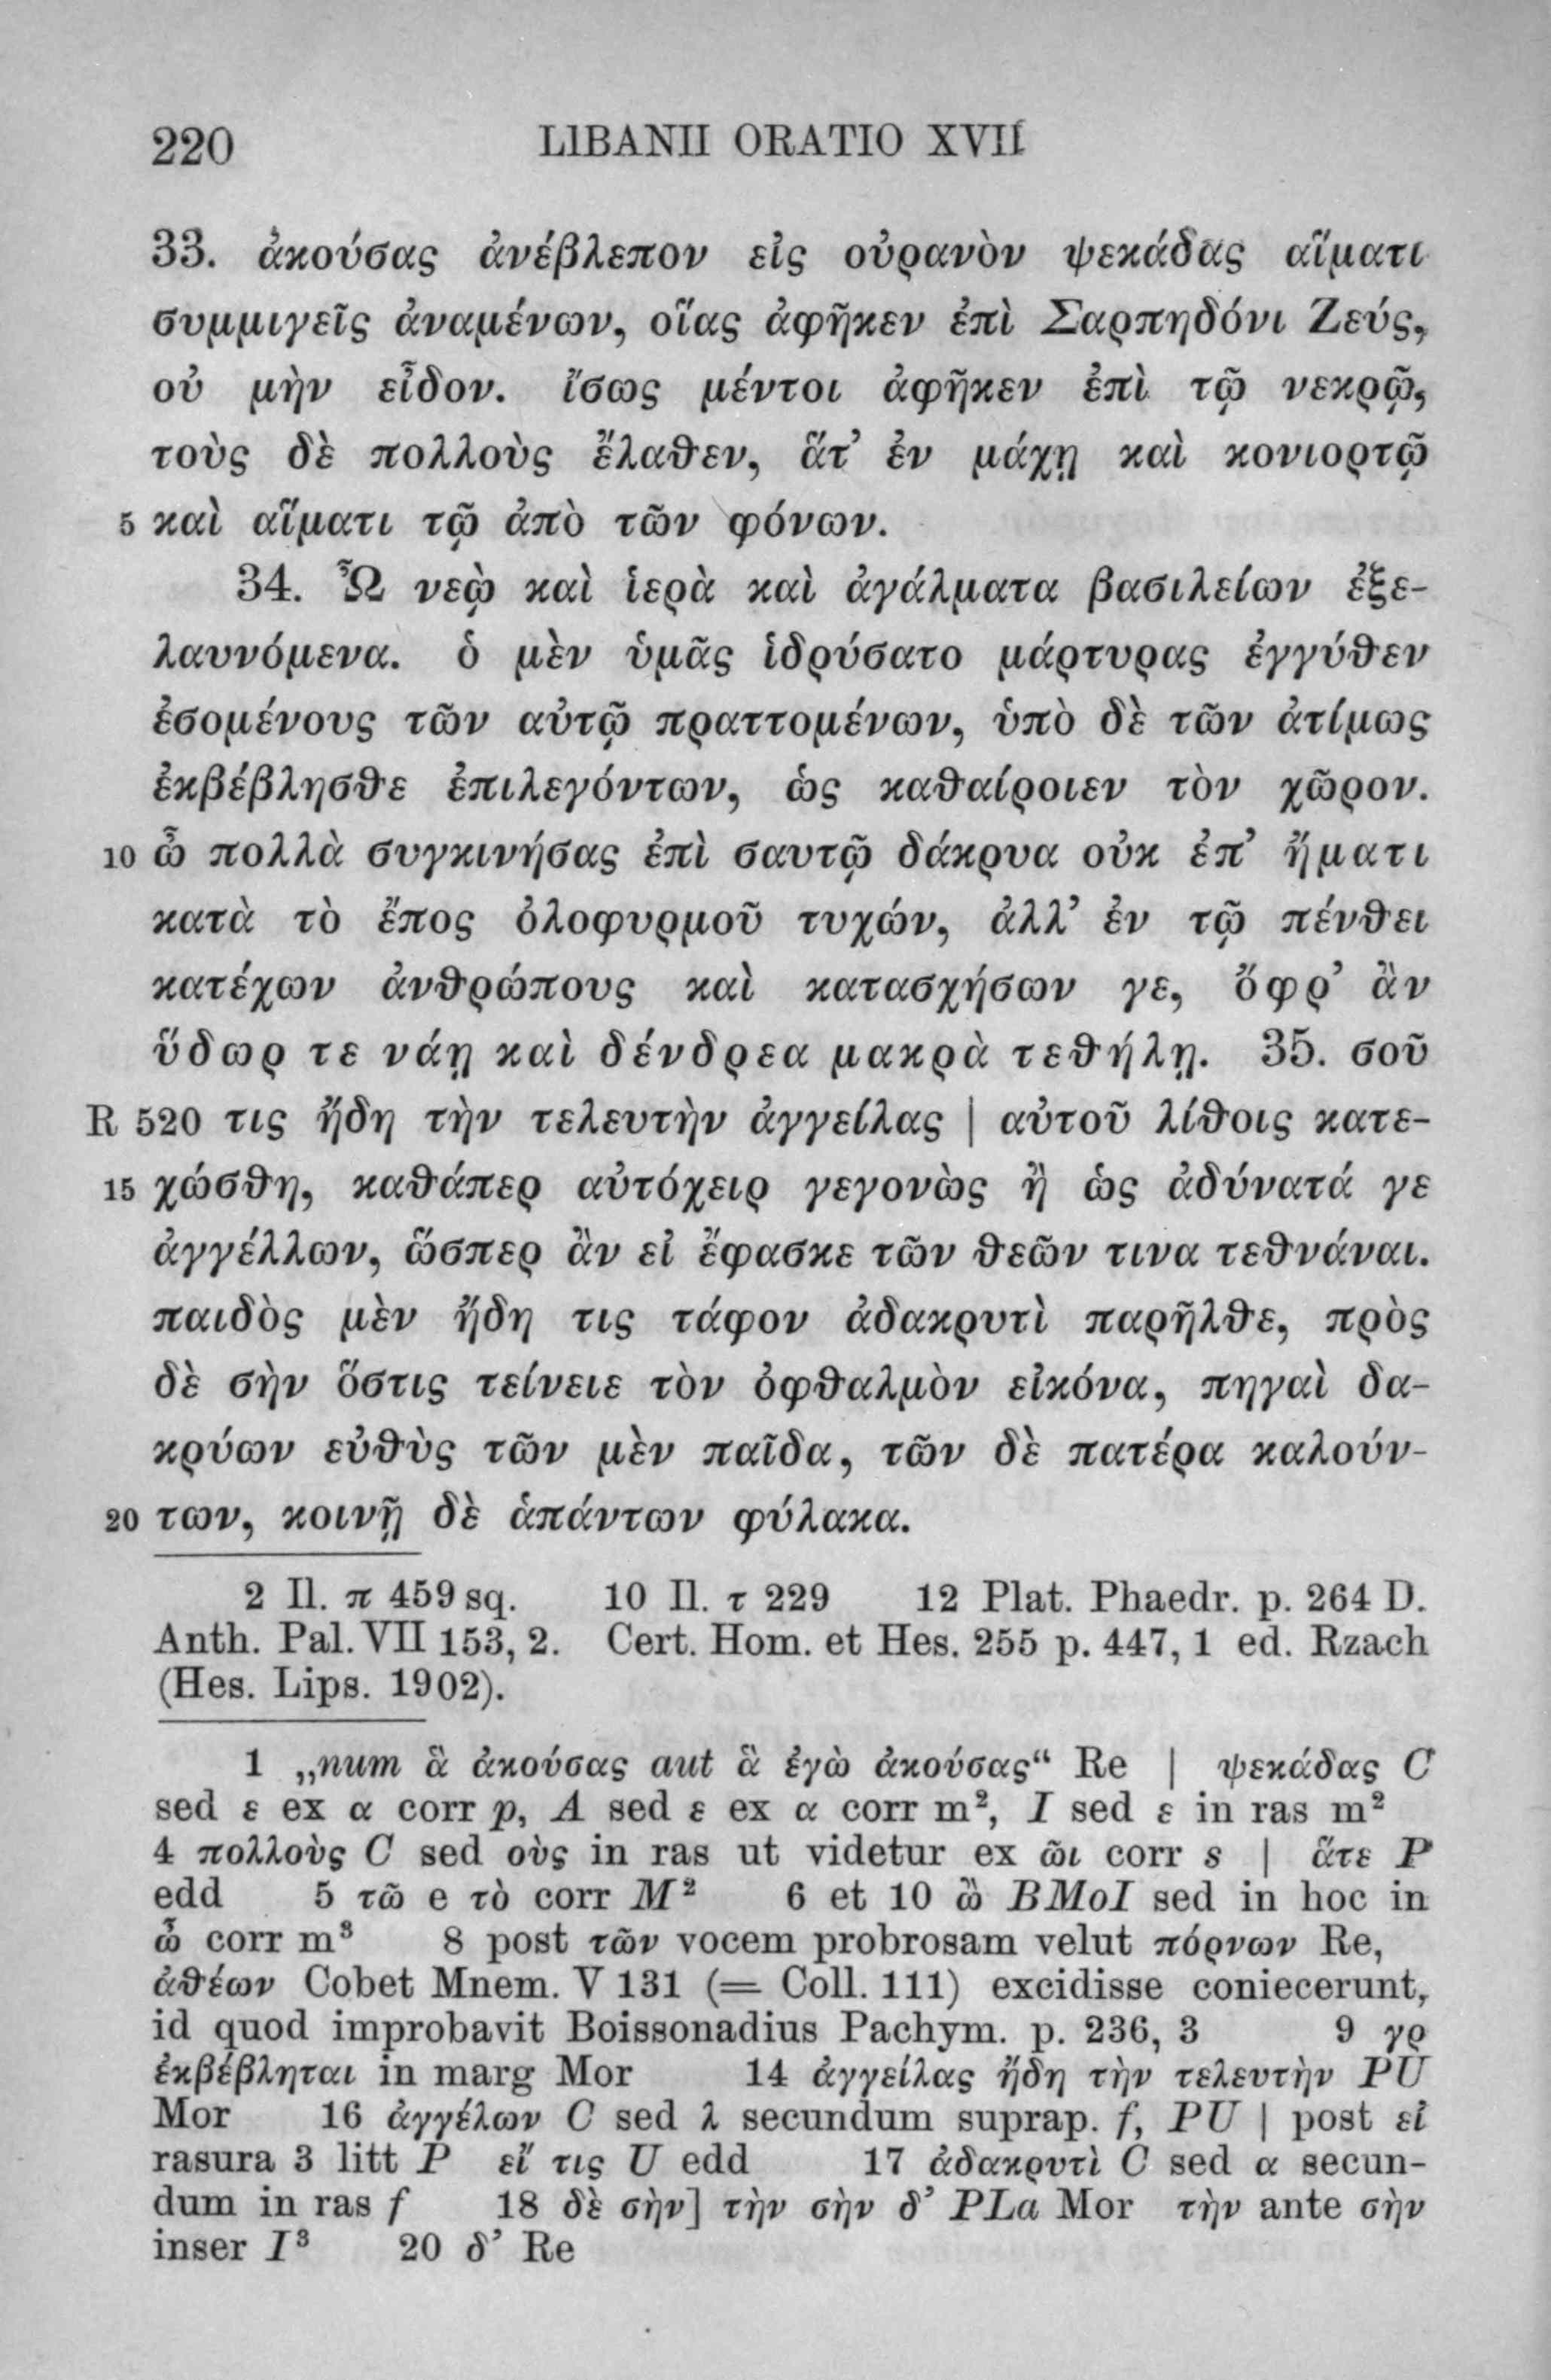 220 LIBANII ORATIO XVII
33. ἀκούσας ἀνέβλεπον εἰς οὐρανὸν ψεκάδας αἵματι
συμμιγεῖς ἀναμένων, οἵας ἀφῆκεν ἐπὶ Σαρπηδόνι Ζεύς,
οὐ μὴν εἶδον. ἴσως μέντοι ἀφῆκεν ἐπὶ τῷ νεκρῷ,
τοὺς δὲ πολλοὺς ἔλαθεν, ἅτ’ ἐν μάχῃ καὶ κονιορτῷ
5 καὶ αἵματι τῷ ἀπὸ τῶν φόνων.
34. Ὦ νεῲ καὶ ἱερὰ καὶ ἀγάλματα βασιλείων ἐξε-
λαυνόμενα. ὁ μὲν ὑμᾶς ἱδρύσατο μάρτυρας ἐγγύθεν
ἐσομένους τῶν αὐτῷ πραττομένων, ὑπὸ δὲ τῶν ἀτίμως
ἐκβέβλησθε ἐπιλεγόντων, ὡς καθαίροιεν τὸν χῶρον.
10 ὦ πολλὰ συγκινήσας ἐπὶ σαυτῷ δάκρυα οὐκ ἐπ’ ἤματι
κατὰ τὸ ἔπος ὀλοφυρμοῦ τυχών, ἀλλ’ ἐν τῷ πένθει
κατέχων ἀνθρώπους καὶ κατασχήσων γε, ὄφρ’ ἂν
ὕδωρ τε νάῃ καὶ δένδρεα μακρὰ τεθήλῃ. 35. σοῦ
R 520 τις ἤδη τὴν τελευτὴν ἀγγείλας | αὐτοῦ λίθοις κατε-
15 χώσθη, καθάπερ αὐτόχειρ γεγονὼς ἢ ὡς ἀδύνατά γε
ἀγγέλλων, ὥσπερ ἂν εἰ ἔφασκε τῶν θεῶν τινα τεθνάναι.
παιδὸς μὲν ἤδη τις τάφον ἀδακρυτὶ παρῆλθε, πρὸς
δὲ σὴν ὅστις τείνειε τὸν ὀφθαλμὸν εἰκόνα, πηγαὶ δα-
κρύων εὐθὺς τῶν μὲν παῖδα, τῶν δὲ πατέρα καλούν-
20 των, κοινῇ δὲ ἁπάντων φύλακα.
2 Il. π 459 sq. 10 Il. τ 229 12 Plat. Phaedr. p. 264 D.
Anth. Pal. VII 153, 2. Cert. Hom. et Hes. 255 p. 447, 1 ed. Rzach
(Hes. Lips. 1902).
1 „num ἃ ἀκούσας aut ἃ ἐγὼ ἀκούσας“ Re | ψεκάδας C
sed ε ex α corr p, A sed ε ex α corr m², I sed ε in ras m²
4 πολλοὺς C sed οὺς in ras ut videtur ex ῶι corr s | ἅτε P
edd 5 τῶ e τὸ corr M² 6 et 10 ὢ BMoI sed in hoc in
ὦ corr m³ 8 post τῶν vocem probrosam velut πόρνων Re,
ἀθέων Cobet Mnem. V 131 (= Coll. 111) excidisse coniecerunt,
id quod improbavit Boissonadius Pachym. p. 236, 3 9 γρ
ἐκβέβληται in marg Mor 14 ἀγγείλας ἤδη τὴν τελευτὴν PU
Mor 16 ἀγγέλων C sed λ secundum suprap. f, PU | post εἰ
rasura 3 litt P εἴ τις U edd 17 ἀδακρυτὶ C sed α secun-
dum in ras f 18 δὲ σὴν] τὴν σὴν δ’ PLa Mor τὴν ante σὴν
inser I³ 20 δ’ Re